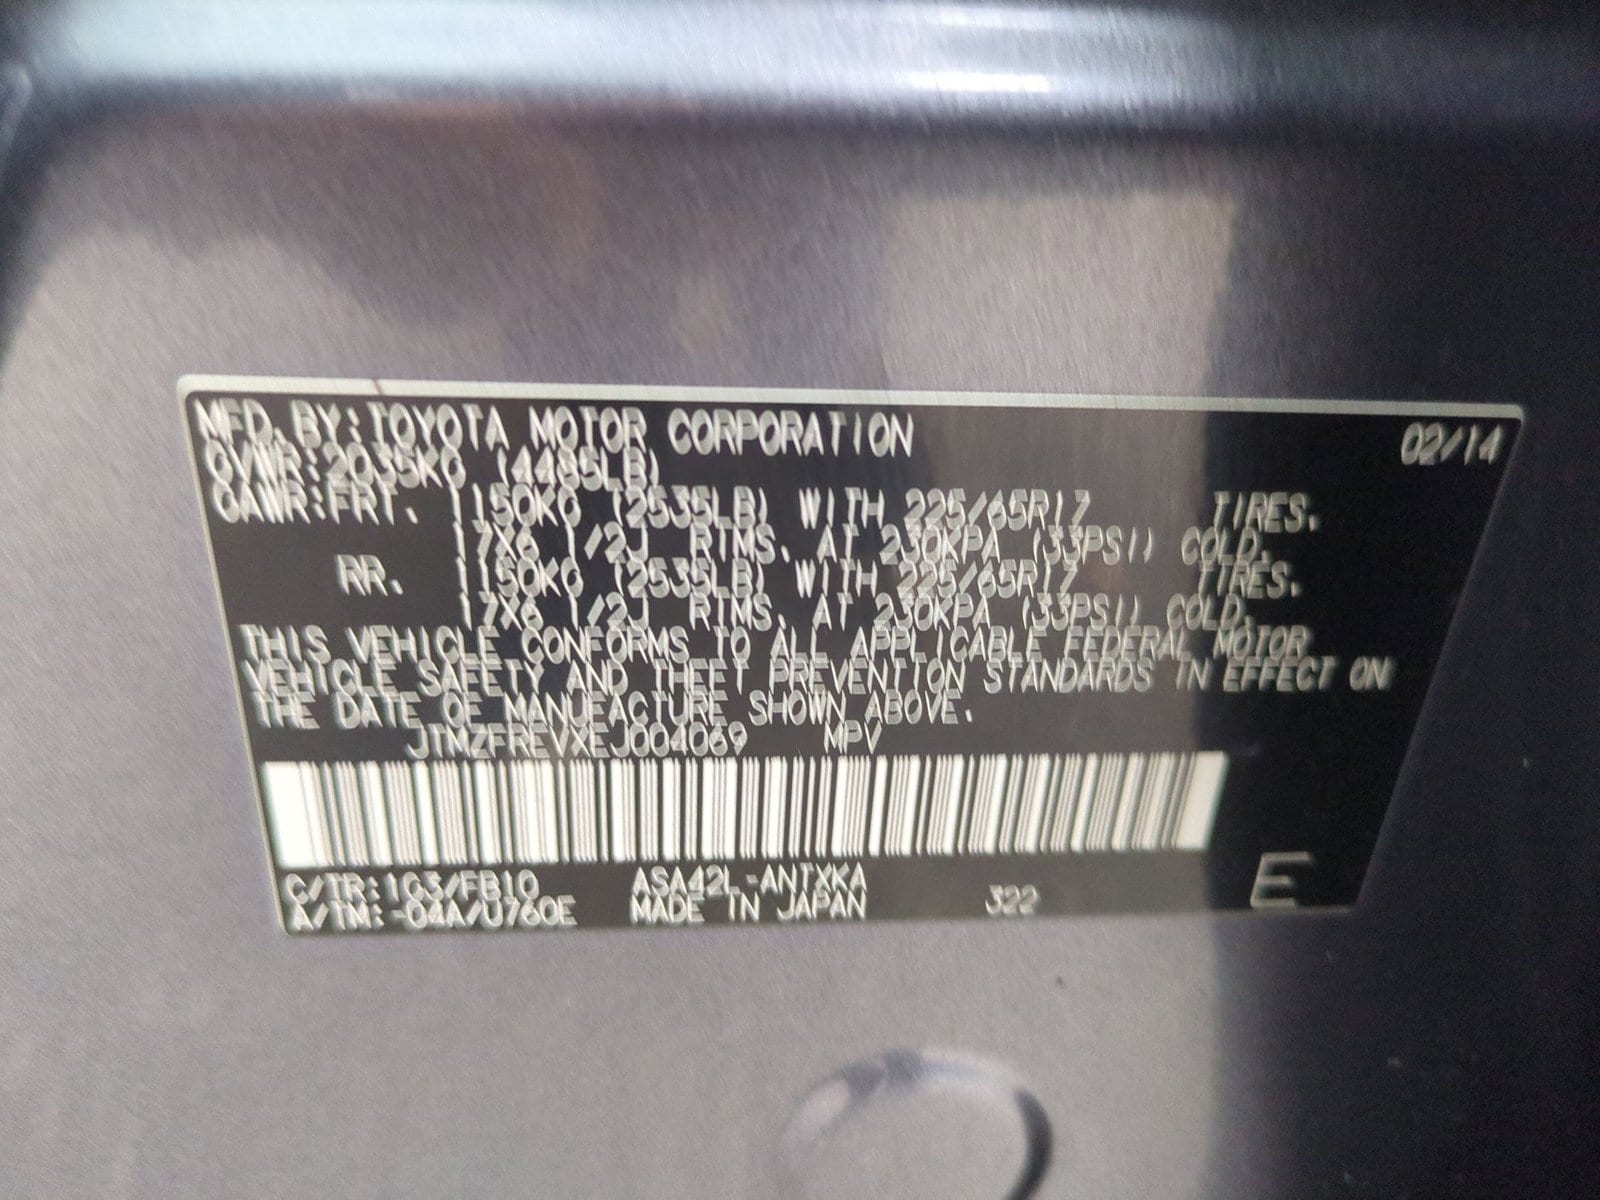 MFD. BY: TOYOTA MOTOR CORPORATION 02/14
GVWR: 2035KG (4485LB)
GAWR: FRT. 1150KG (2535LB) WITH 225/65R17 TIRES.
17X6 1/2J RIMS. AT 230KPA (33PSI) COLD.
RR. 1150KG (2535LB) WITH 225/65R17 TIRES.
17X6 1/2J RIMS. AT 230KPA (33PSI) COLD.
THIS VEHICLE CONFORMS TO ALL APPLICABLE FEDERAL MOTOR
VEHICLE SAFETY AND THEFT PREVENTION STANDARDS IN EFFECT ON
THE DATE OF MANUFACTURE SHOWN ABOVE.
JTMZFREVXEJ004069 MPV
C/TR: 1G3/FB10 ASA42L-ANTXKA
A/TM: -04A/U760E MADE IN JAPAN 322 E